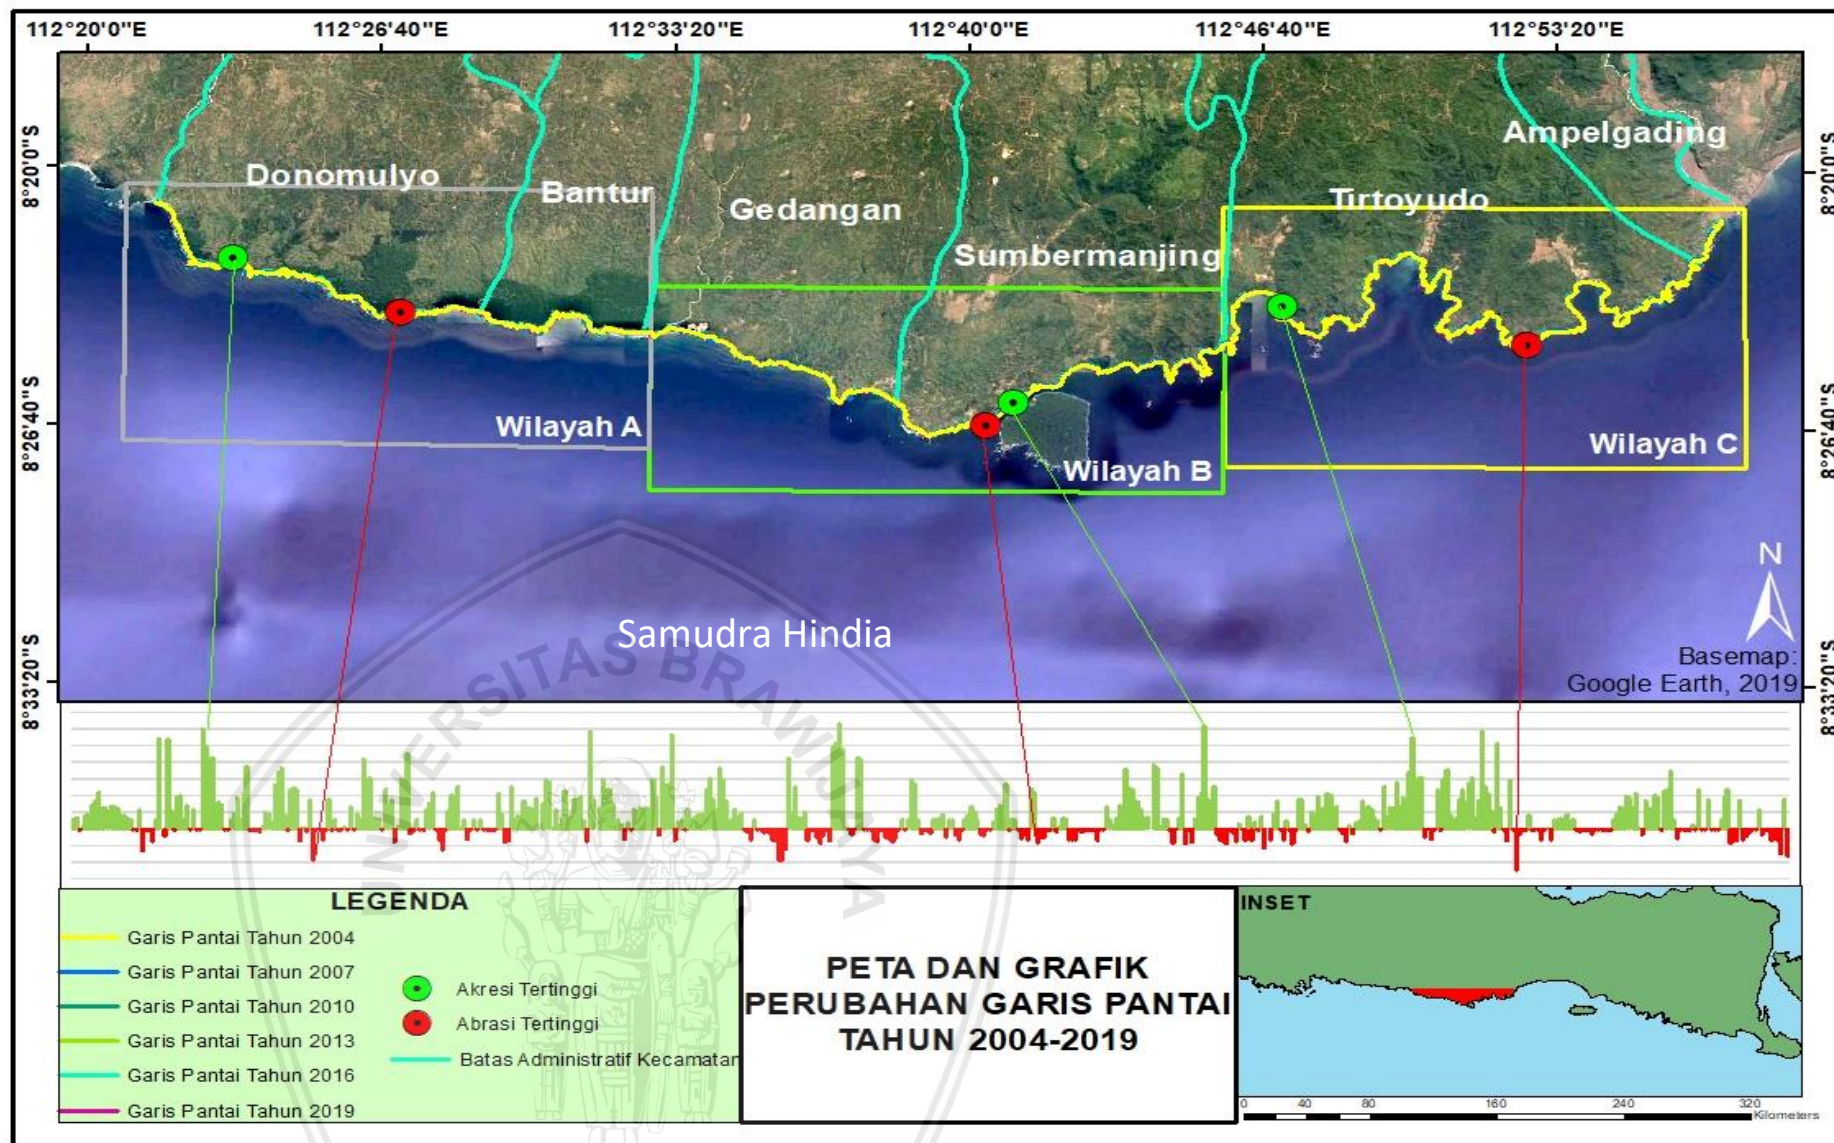 112°20'0"E 112°26'40"E 112°33'20"E 112°40'0"E 112°46'40"E 112°53'20"E
8°20'0"S
8°26'40"S
8°33'20"S
8°20'0"S
8°26'40"S
8°33'20"S
Ampelgading
Donomulyo
Bantur
Tirtoyudo
Gedangan
Sumbermanjing
Wilayah A
Wilayah B
Wilayah C
N
Samudra Hindia
Basemap:
Google Earth, 2019
UNIVERSITAS BRAWIJAYA
LEGENDA
Garis Pantai Tahun 2004
Garis Pantai Tahun 2007
Garis Pantai Tahun 2010
Garis Pantai Tahun 2013
Garis Pantai Tahun 2016
Garis Pantai Tahun 2019
Akresi Tertinggi
Abrasi Tertinggi
Batas Administratif Kecamatan
PETA DAN GRAFIK
PERUBAHAN GARIS PANTAI
TAHUN 2004-2019
INSET
0 40 80 160 240 320
Kilometers